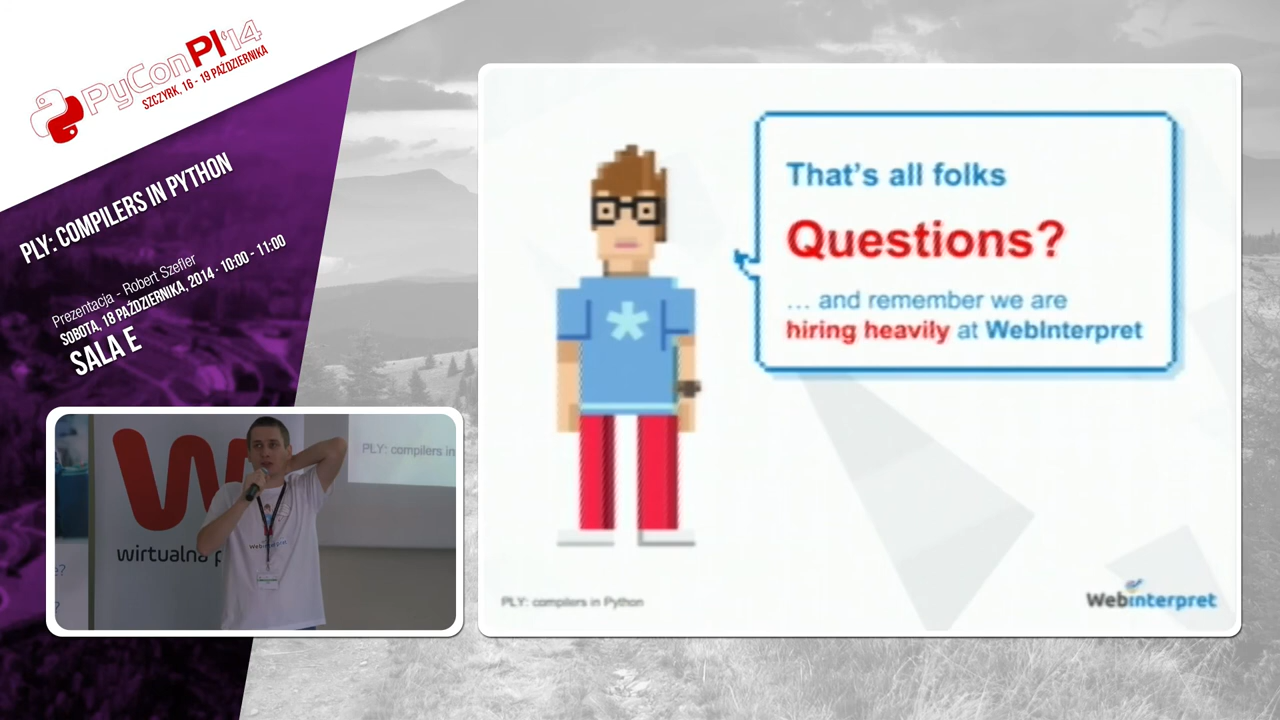 PyConPl'14
SZCZYRK, 16 - 19 PAŹDZIERNIKA
PLY: COMPILERS IN PYTHON
Prezentacja - Robert Szefler
SOBOTA, 18 PAŹDZIERNIKA, 2014 · 10:00 - 11:00
SALA E
That's all folks
Questions?
... and remember we are
hiring heavily at WebInterpret
PLY: compilers in Python
Webinterpret
W
wirtualna p
PLY: compilers in